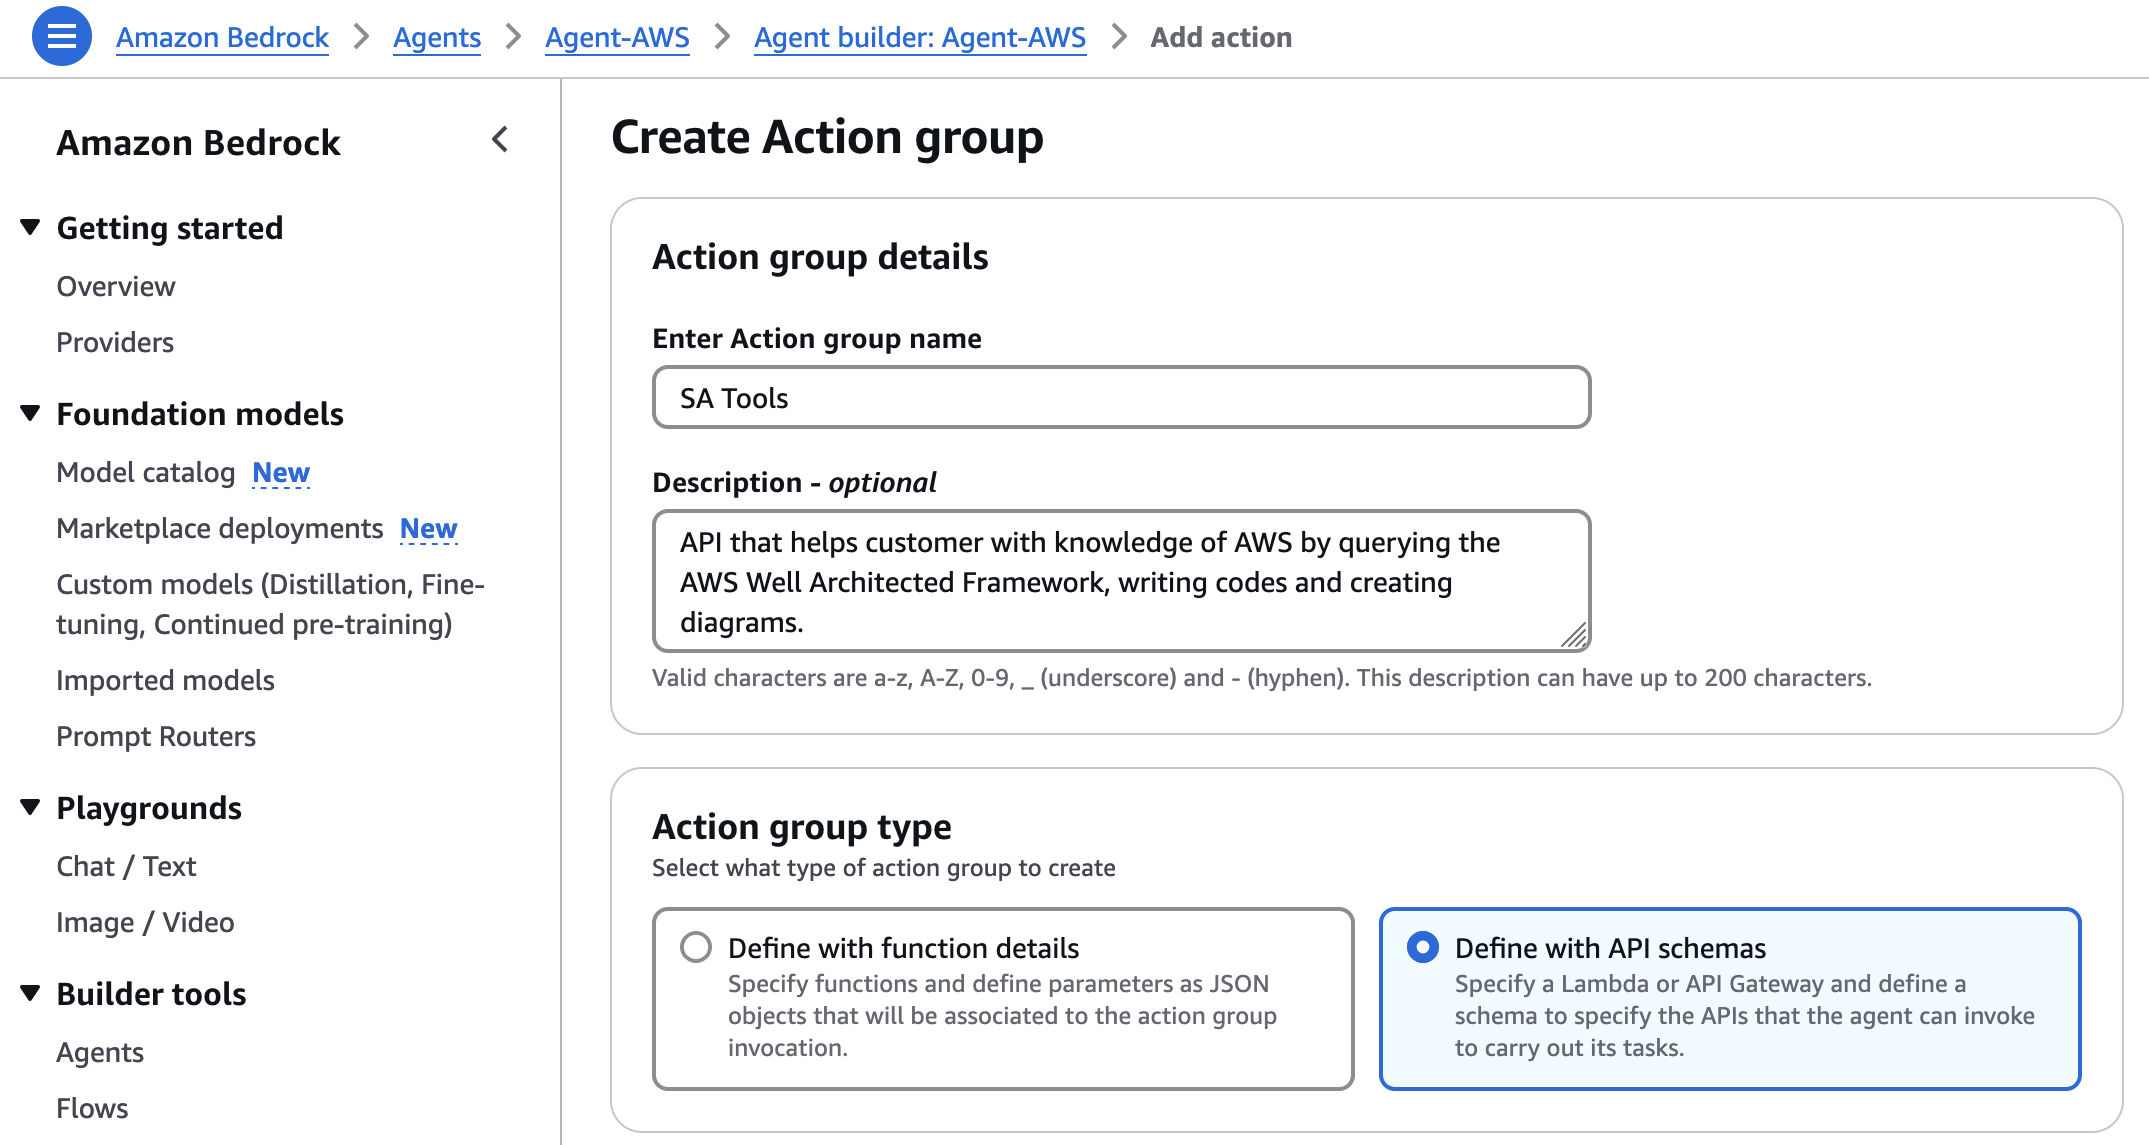 Amazon Bedrock > Agents > Agent-AWS > Agent builder: Agent-AWS > Add action
Amazon Bedrock
Getting started
Overview
Providers
Foundation models
Model catalog New
Marketplace deployments New
Custom models (Distillation, Fine-
tuning, Continued pre-training)
Imported models
Prompt Routers
Playgrounds
Chat / Text
Image / Video
Builder tools
Agents
Flows
Create Action group
Action group details
Enter Action group name
SA Tools
Description - optional
API that helps customer with knowledge of AWS by querying the
AWS Well Architected Framework, writing codes and creating
diagrams.
Valid characters are a-z, A-Z, 0-9, _ (underscore) and - (hyphen). This description can have up to 200 characters.
Action group type
Select what type of action group to create
Define with function details
Specify functions and define parameters as JSON
objects that will be associated to the action group
invocation.
Define with API schemas
Specify a Lambda or API Gateway and define a
schema to specify the APIs that the agent can invoke
to carry out its tasks.